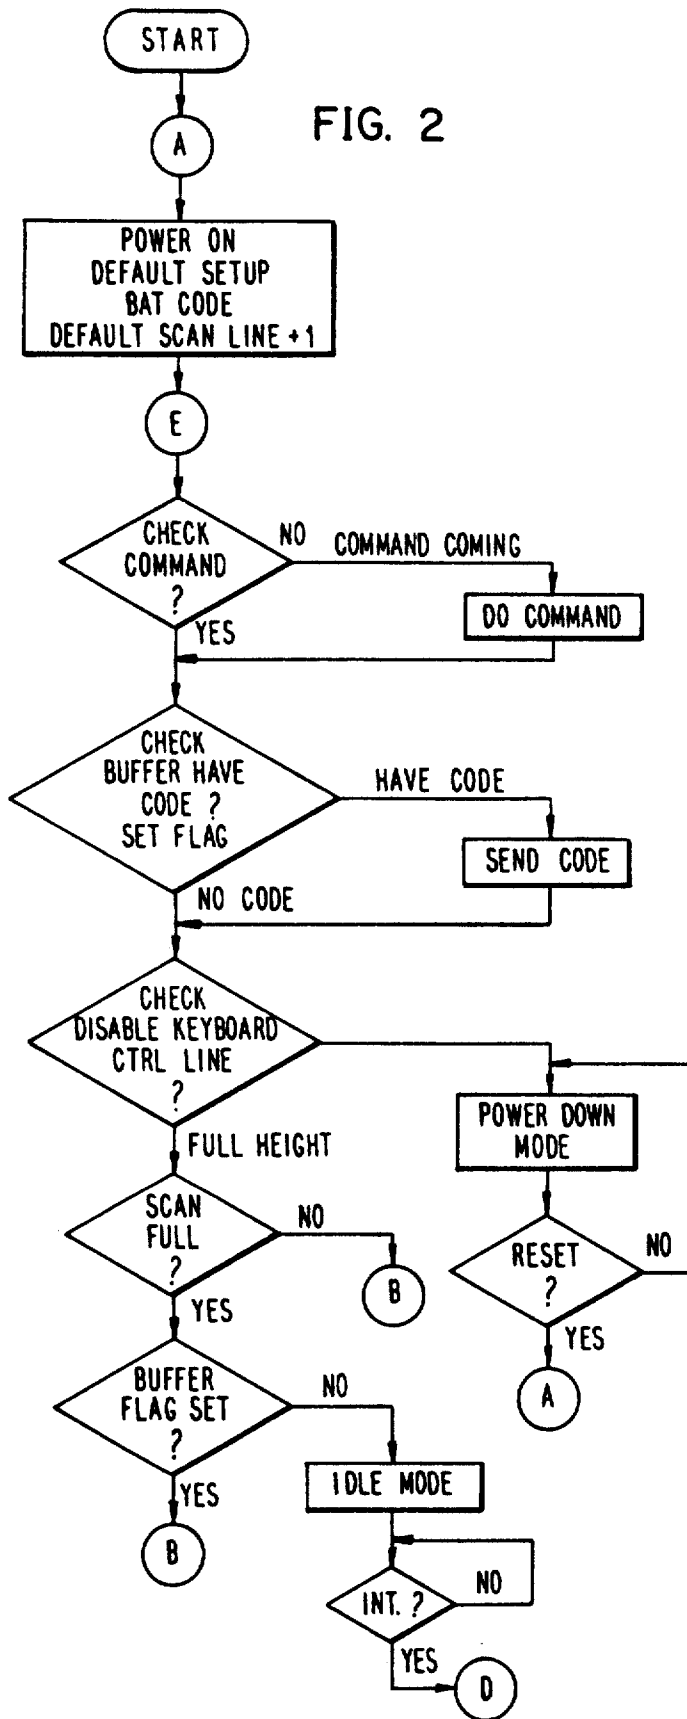 START
FIG. 2
A
POWER ON
DEFAULT SETUP
BAT CODE
DEFAULT SCAN LINE +1
E
CHECK
COMMAND
?
NO
COMMAND COMING
DO COMMAND
YES
CHECK
BUFFER HAVE
CODE ?
SET FLAG
HAVE CODE
SEND CODE
NO CODE
CHECK
DISABLE KEYBOARD
CTRL LINE
?
POWER DOWN
MODE
FULL HEIGHT
SCAN
FULL
?
NO
B
RESET
?
NO
YES
YES
A
BUFFER
FLAG SET
?
NO
IDLE MODE
YES
B
INT. ?
NO
YES
D